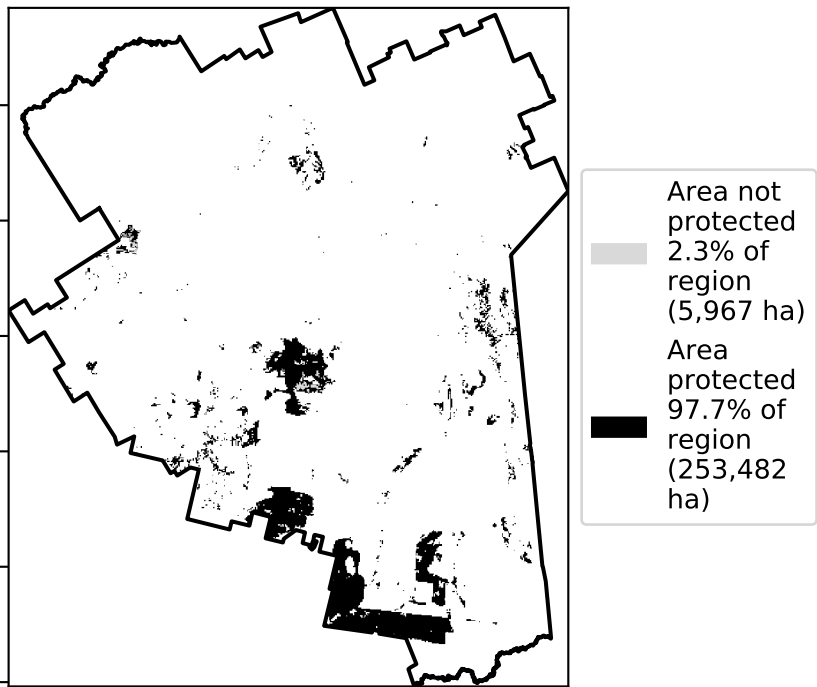 Area not
protected
2.3% of
region
(5,967 ha)
Area
protected
97.7% of
region
(253,482
ha)